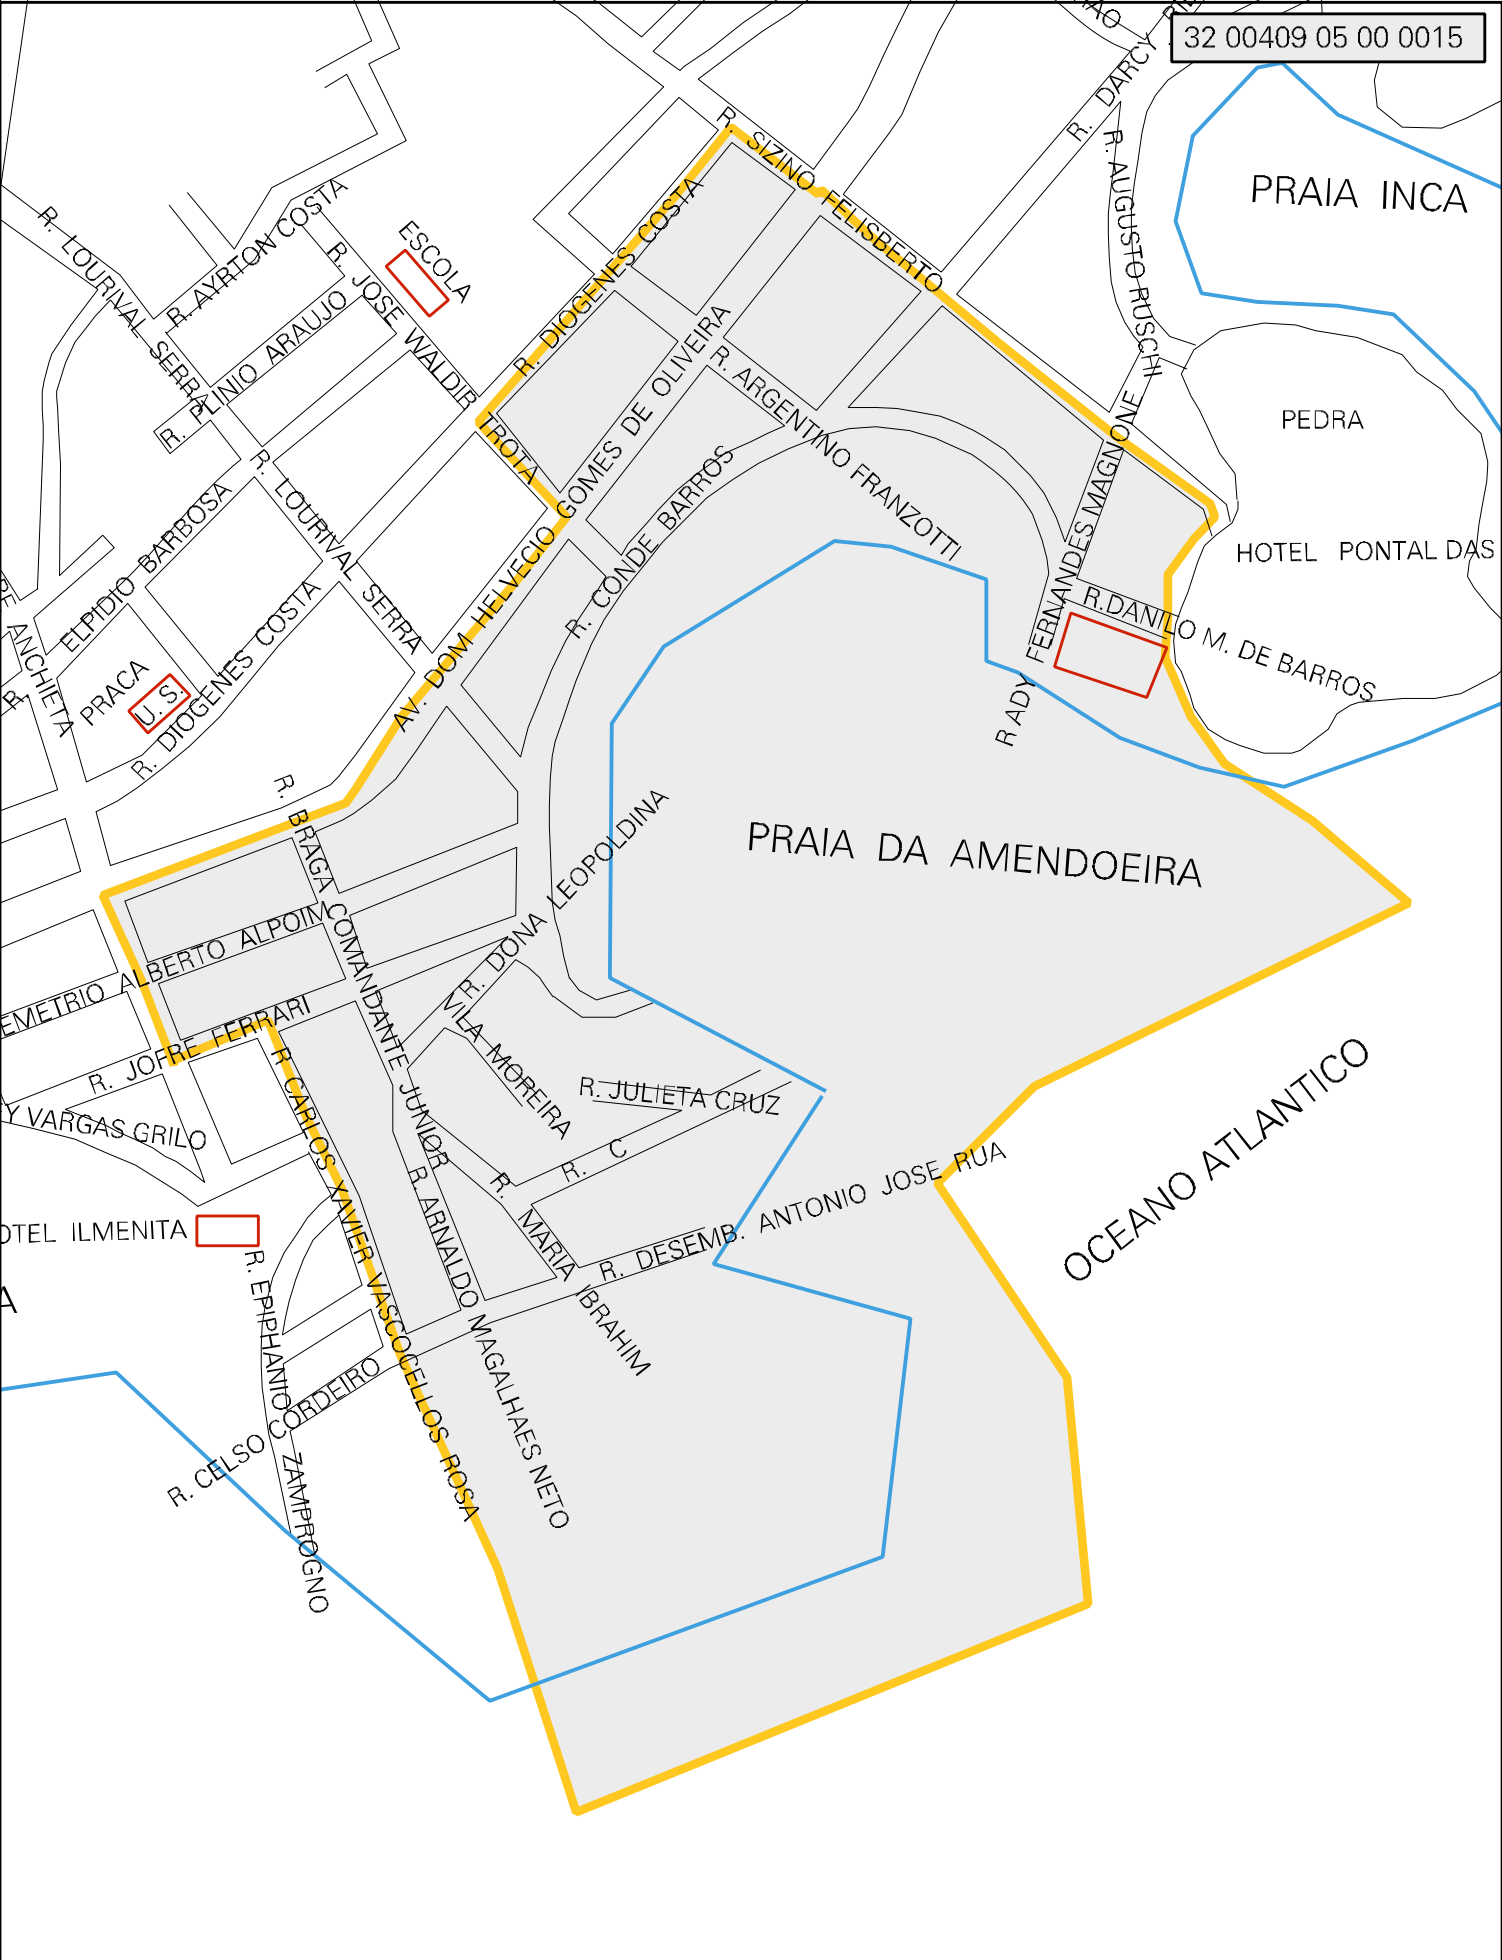 32 00409 05 00 0015
R. DARCY
R. SIZINO FELISBERTO
R. AUGUSTO RUSCHI
PRAIA INCA
R. LOURIVAL SERRA
R. AYRTON COSTA
ESCOLA
R. JOSE WALDIR TROTA
R. DIOGENES COSTA
R. PLINIO ARAUJO
AV. DOM HELVECIO GOMES DE OLIVEIRA
R. ARGENTINO FRANZOTTI
PEDRA
R. LOURIVAL SERRA
R. CONDE BARROS
R ADY FERNANDES MAGNONE
HOTEL PONTAL DAS
ELPIDIO BARBOSA
R.
ANCHIETA
R.DANILO M. DE BARROS
PRACA
U. S.
R. DIOGENES COSTA
R. BRAGA COMANDANTE JUNIOR
R. DONA LEOPOLDINA
PRAIA DA AMENDOEIRA
EMETRIO ALBERTO ALPOIM
R. JOFRE FERRARI
VILA MOREIRA
R. JULIETA CRUZ
R. C
R CARLOS XAVIER VASCOCELLOS ROSA
Y VARGAS GRILO
OCEANO ATLANTICO
R. MARIA IBRAHIM
R. ARNALDO MAGALHAES NETO
R. DESEMB. ANTONIO JOSE RUA
OTEL ILMENITA
R. EPIPHANIO ZAMPROGNO
A
R. CELSO CORDEIRO